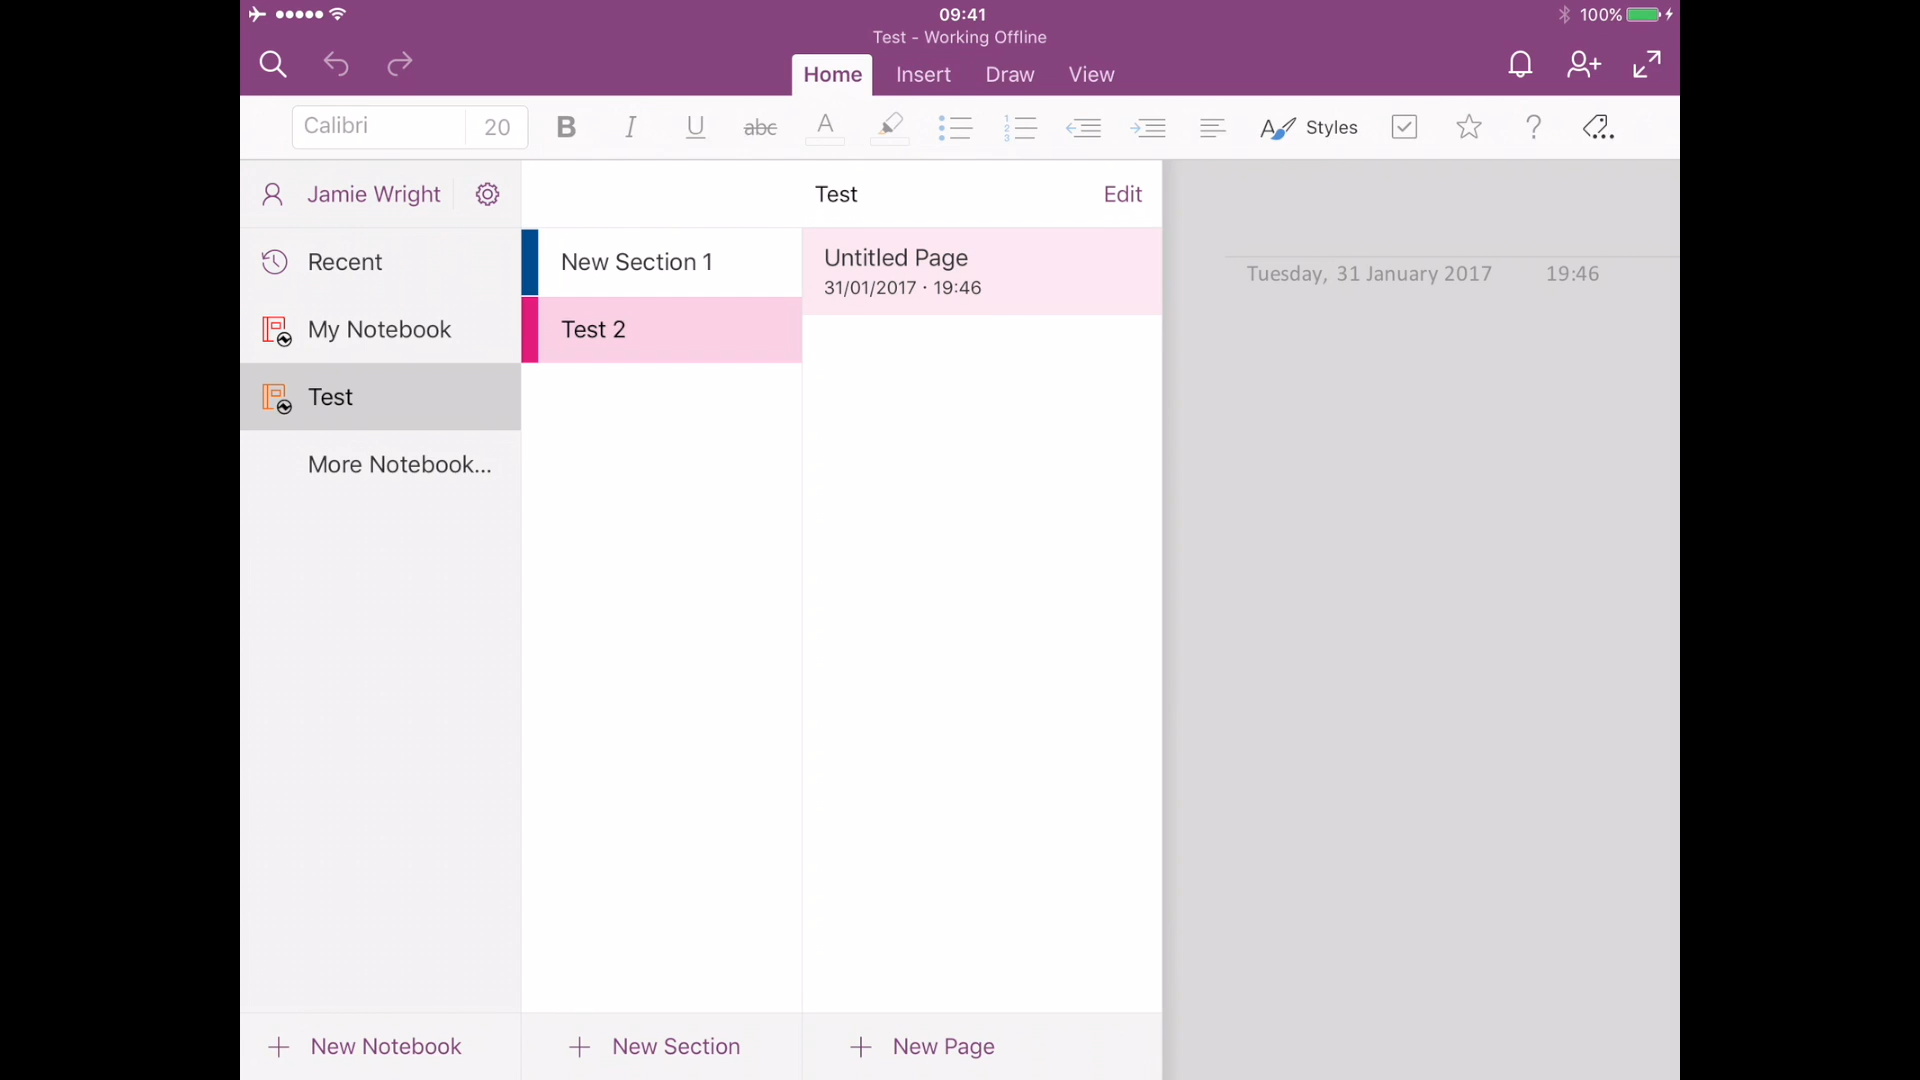 09:41
100%
Test - Working Offline
Home Insert Draw View
Calibri 20 B I U abc A Styles ?
Jamie Wright
Test Edit
Recent
My Notebook
Test
More Notebook...
New Section 1
Test 2
Untitled Page
31/01/2017 · 19:46
Tuesday, 31 January 2017 19:46
+ New Notebook
+ New Section
+ New Page